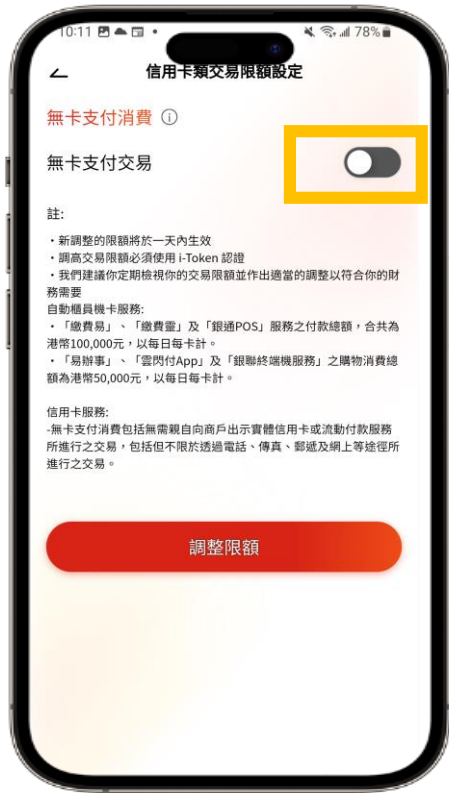 10:11 78%
信用卡類交易限額設定
無卡支付消費 ⓘ
無卡支付交易
註:
・新調整的限額將於一天內生效
・調高交易限額必須使用 i-Token 認證
・我們建議你定期檢視你的交易限額並作出適當的調整以符合你的財
務需要
自動櫃員機卡服務:
・「繳費易」、「繳費靈」及「銀通POS」服務之付款總額，合共為
港幣100,000元，以每日每卡計。
・「易辦事」、「雲閃付App」及「銀聯終端機服務」之購物消費總
額為港幣50,000元，以每日每卡計。
信用卡服務:
-無卡支付消費包括無需親自向商戶出示實體信用卡或流動付款服務
所進行之交易，包括但不限於透過電話、傳真、郵遞及網上等途徑所
進行之交易。
調整限額